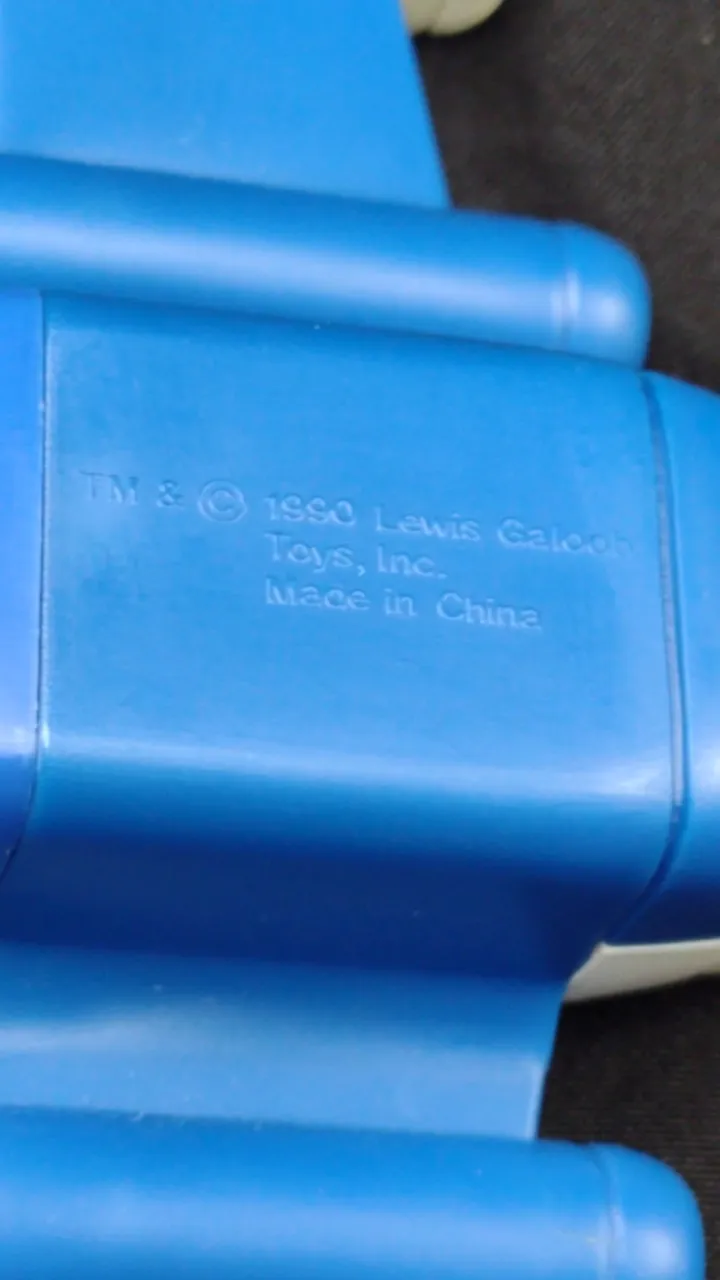 TM & © 1990 Lewis Galoob
Toys, Inc.
Made in China